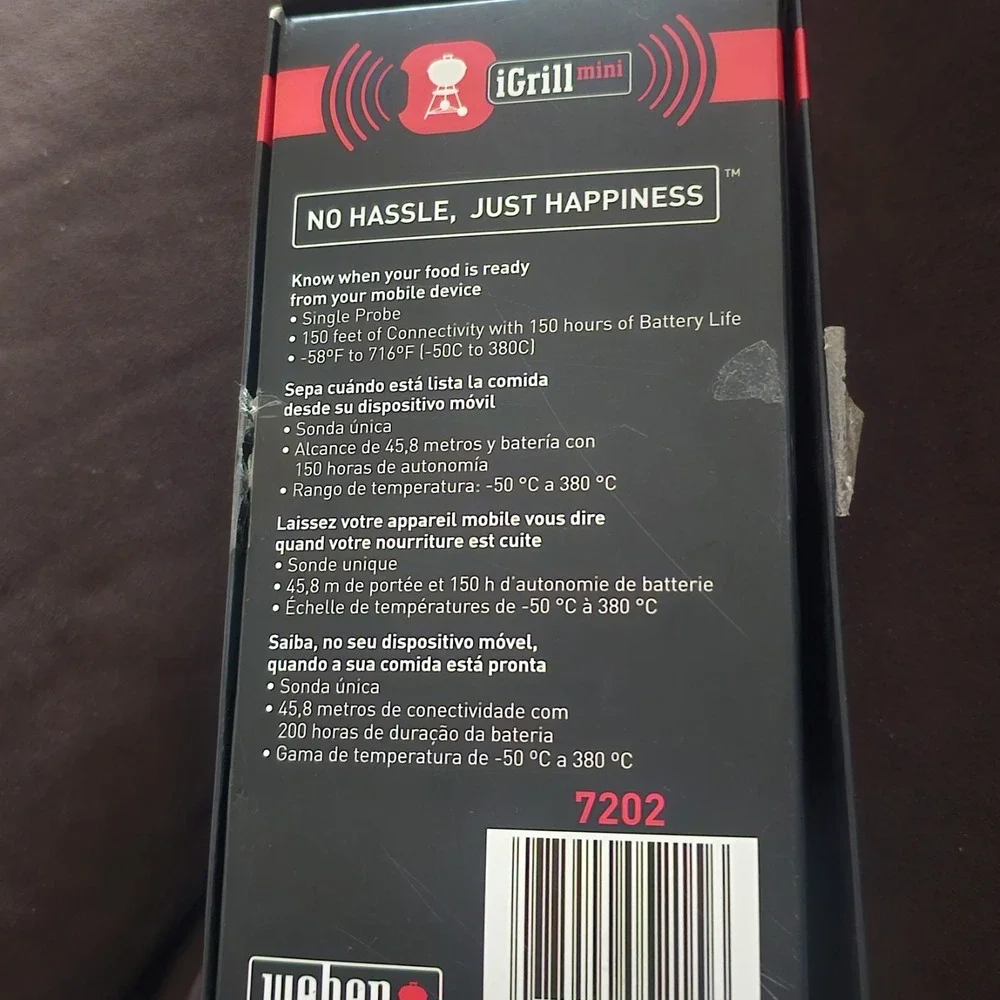 iGrill mini
NO HASSLE, JUST HAPPINESS ™
Know when your food is ready
from your mobile device
• Single Probe
• 150 feet of Connectivity with 150 hours of Battery Life
• -58ºF to 716ºF (-50C to 380C)
Sepa cuándo está lista la comida
desde su dispositivo móvil
• Sonda única
• Alcance de 45,8 metros y batería con
150 horas de autonomía
• Rango de temperatura: -50 °C a 380 °C
Laissez votre appareil mobile vous dire
quand votre nourriture est cuite
• Sonde unique
• 45,8 m de portée et 150 h d'autonomie de batterie
• Échelle de températures de -50 °C à 380 °C
Saiba, no seu dispositivo móvel,
quando a sua comida está pronta
• Sonda única
• 45,8 metros de conectividade com
200 horas de duração da bateria
• Gama de temperatura de -50 ºC a 380 ºC
7202
weber